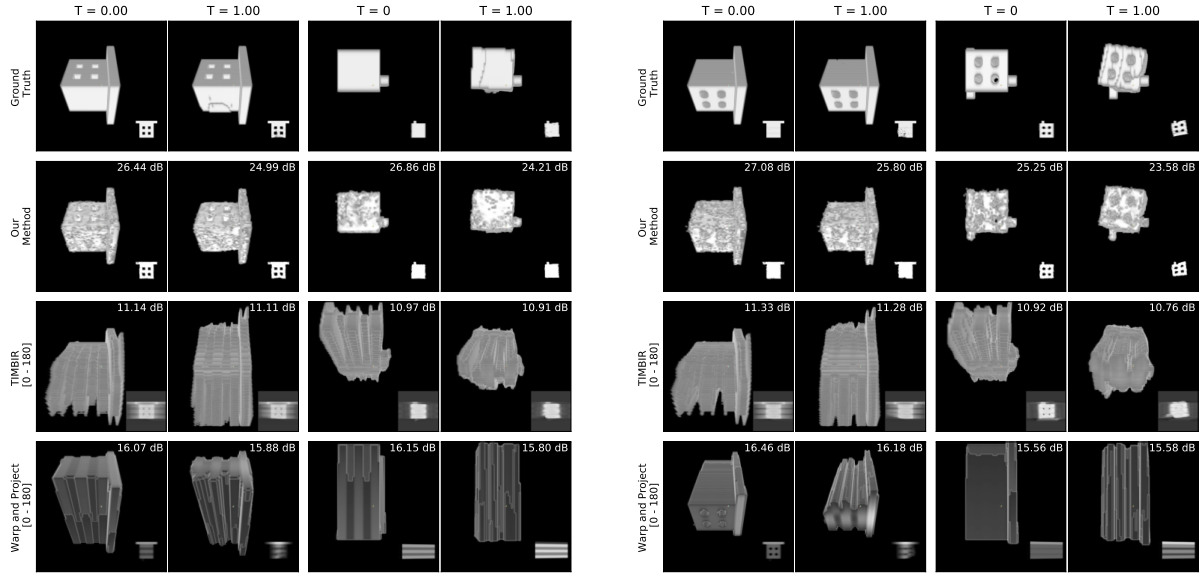 T = 0.00 T = 1.00 T = 0 T = 1.00 T = 0.00 T = 1.00 T = 0 T = 1.00
Ground
Truth
Ground
Truth
Our
Method
26.44 dB 24.99 dB 26.86 dB 24.21 dB
Our
Method
27.08 dB 25.80 dB 25.25 dB 23.58 dB
TIMBIR
[0 - 180]
11.14 dB 11.11 dB 10.97 dB 10.91 dB
TIMBIR
[0 - 180]
11.33 dB 11.28 dB 10.92 dB 10.76 dB
Warp and Project
[0 - 180]
16.07 dB 15.88 dB 16.15 dB 15.80 dB
Warp and Project
[0 - 180]
16.46 dB 16.18 dB 15.56 dB 15.58 dB